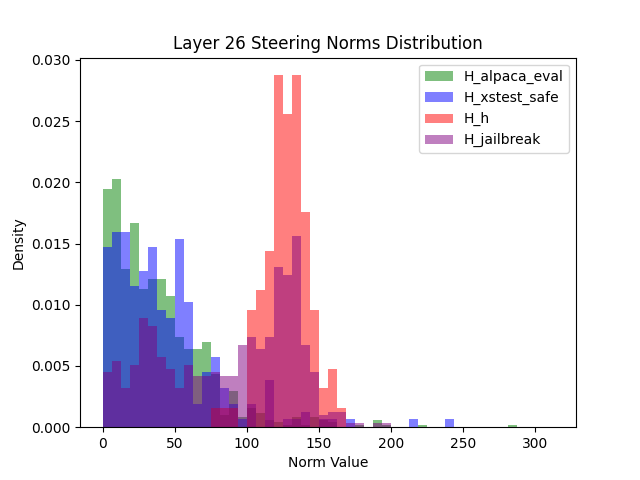 Layer 26 Steering Norms Distribution
H_alpaca_eval
H_xstest_safe
H_h
H_jailbreak
Density
0.030
0.025
0.020
0.015
0.010
0.005
0.000
0 50 100 150 200 250 300
Norm Value